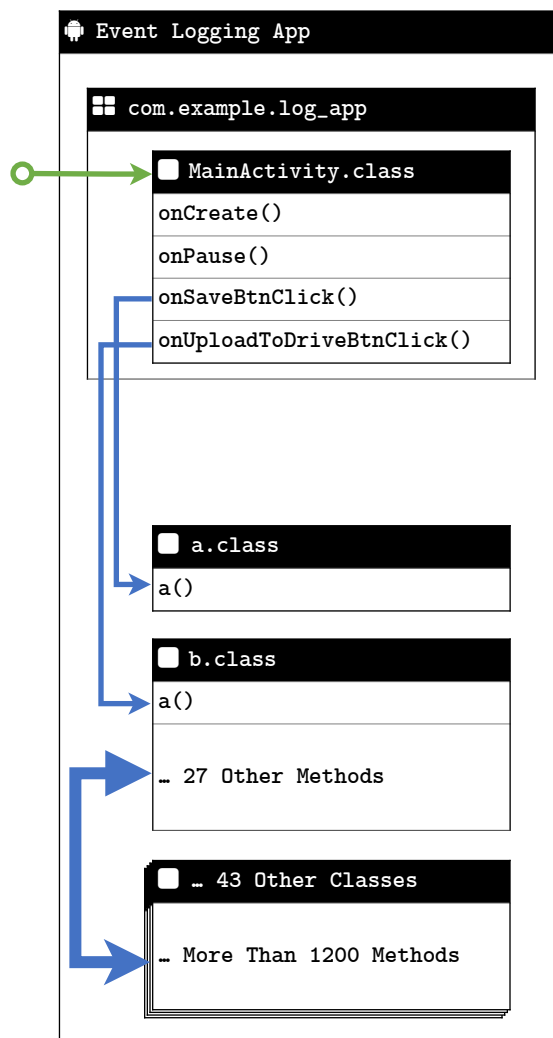 Event Logging App
com.example.log_app
MainActivity.class
onCreate()
onPause()
onSaveBtnClick()
onUploadToDriveBtnClick()
a.class
a()
b.class
a()
… 27 Other Methods
… 43 Other Classes
… More Than 1200 Methods